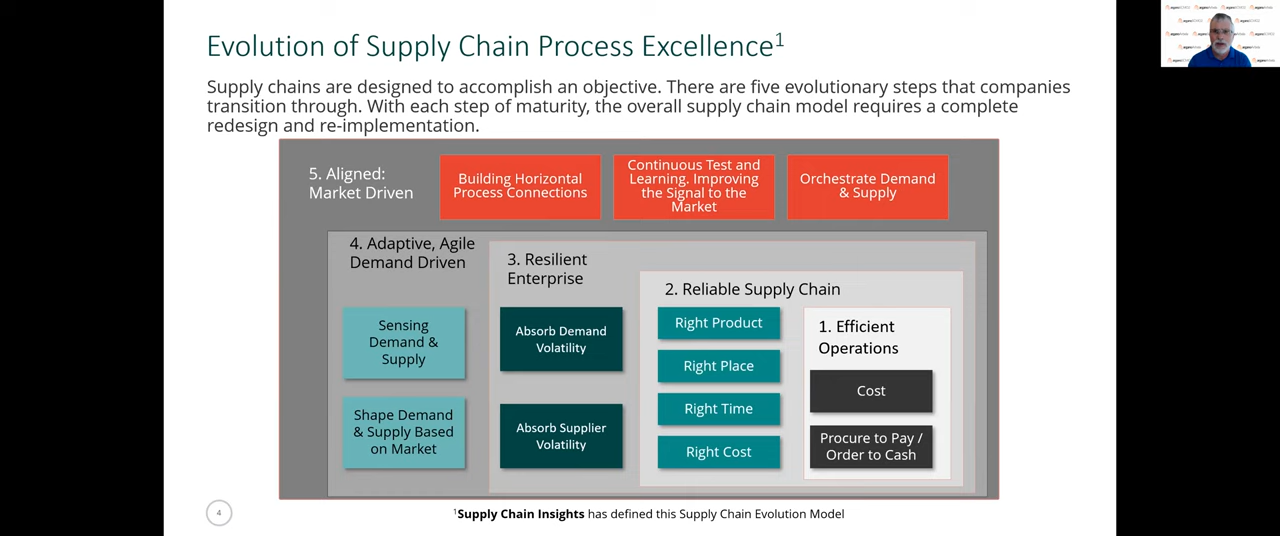 Evolution of Supply Chain Process Excellence1
Supply chains are designed to accomplish an objective. There are five evolutionary steps that companies
transition through. With each step of maturity, the overall supply chain model requires a complete
redesign and re-implementation.
5. Aligned:
Market Driven
Building Horizontal
Process Connections
Continuous Test and
Learning. Improving
the Signal to the
Market
Orchestrate Demand
& Supply
4. Adaptive, Agile
Demand Driven
Sensing
Demand &
Supply
Shape Demand
& Supply Based
on Market
3. Resilient
Enterprise
Absorb Demand
Volatility
Absorb Supplier
Volatility
2. Reliable Supply Chain
Right Product
Right Place
Right Time
Right Cost
1. Efficient
Operations
Cost
Procure to Pay /
Order to Cash
4
1Supply Chain Insights has defined this Supply Chain Evolution Model